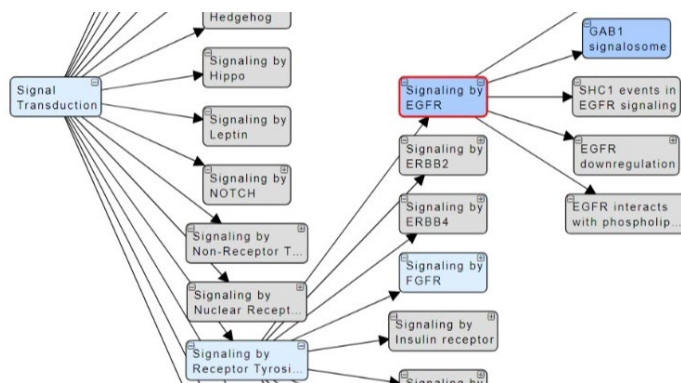 Hedgehog
Signaling by
Hippo
Signal
Transduction
Signaling by
Leptin
Signaling by
NOTCH
Signaling by
Non-Receptor T...
Signaling by
Nuclear Recept...
Signaling by
Receptor Tyrosi...
Signaling by
EGFR
Signaling by
ERBB2
Signaling by
ERBB4
Signaling by
FGFR
Signaling by
Insulin receptor
Signaling by
GAB1
signalosome
SHC1 events in
EGFR signaling
EGFR
downregulation
EGFR interacts
with phospholip...